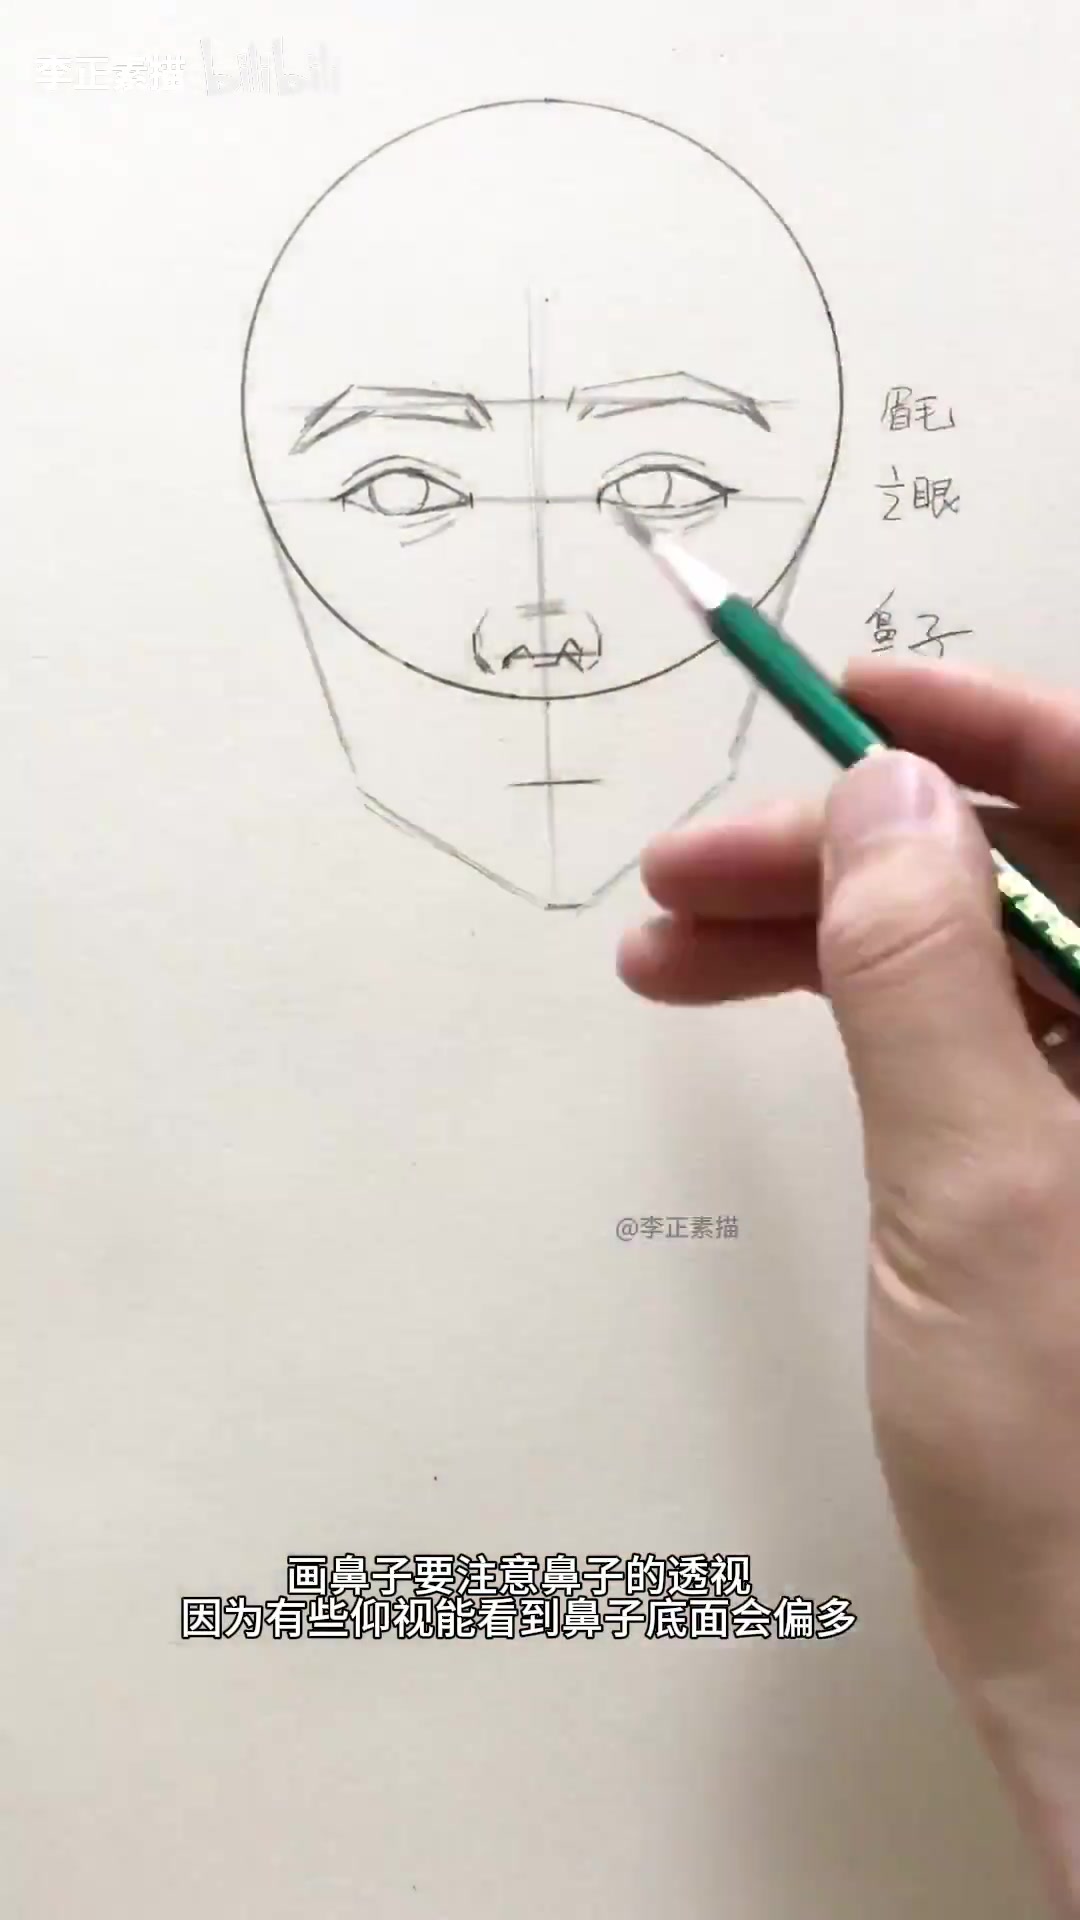 李正素描 bilibili
眉毛
1/2眼
鼻子
@李正素描
画鼻子要注意鼻子的透视
因为有些仰视能看到鼻子底面会偏多